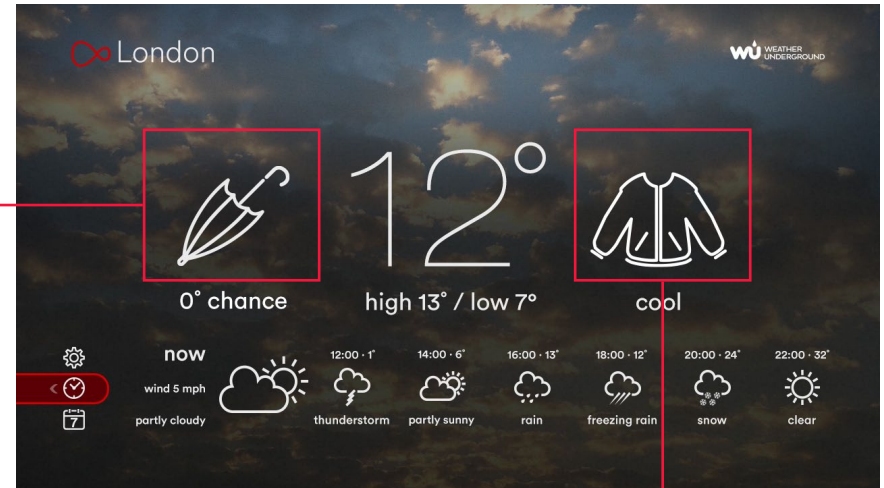 London
WU WEATHER
UNDERGROUND
12°
0° chance
high 13° / low 7°
cool
now
wind 5 mph
partly cloudy
12:00 · 1°
thunderstorm
14:00 · 6°
partly sunny
16:00 · 13°
rain
18:00 · 12°
freezing rain
20:00 · 24°
snow
22:00 · 32°
clear
7